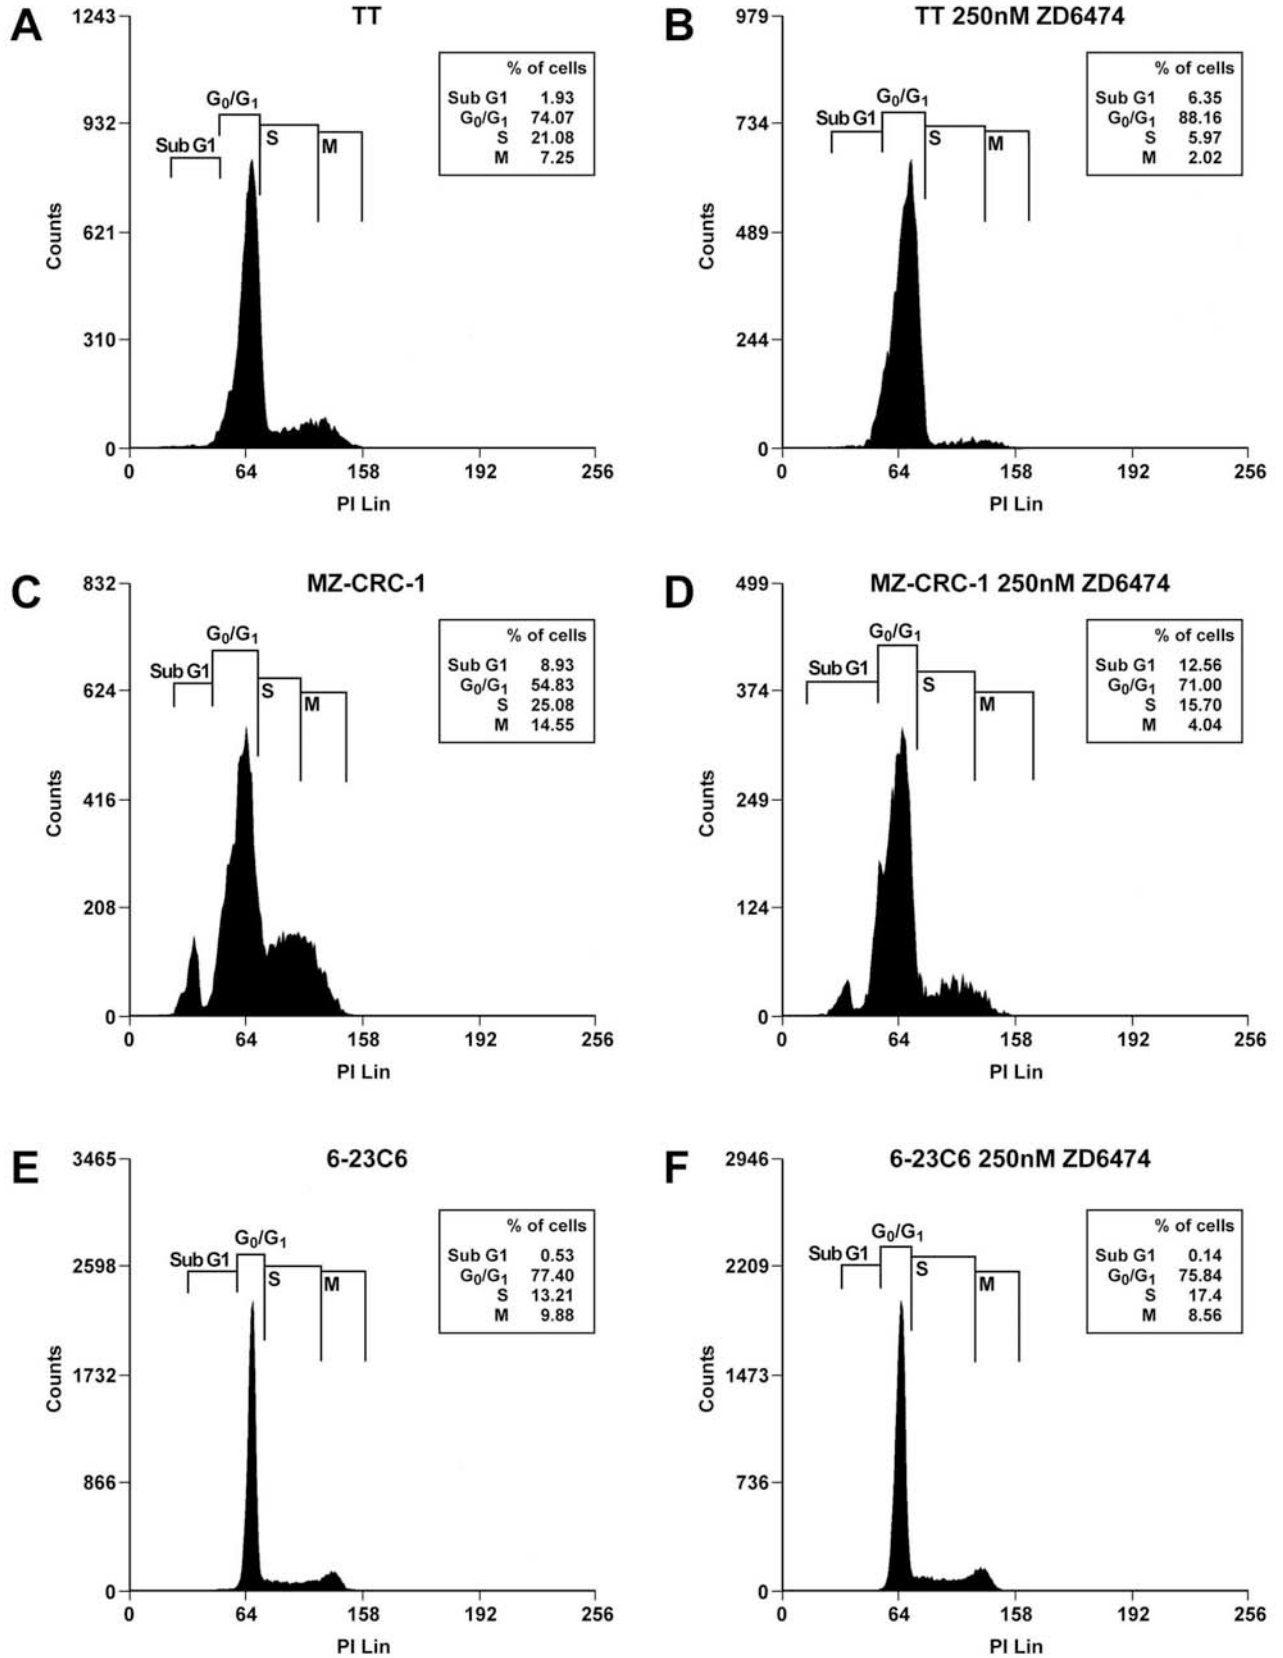 A
TT
1243
932
621
310
0
Counts
Sub G1
G0/G1
S
M
% of cells
Sub G1 1.93
G0/G1 74.07
S 21.08
M 7.25
0 64 158 192 256
PI Lin
B
TT 250nM ZD6474
979
734
489
244
0
Counts
Sub G1
G0/G1
S
M
% of cells
Sub G1 6.35
G0/G1 88.16
S 5.97
M 2.02
0 64 158 192 256
PI Lin
C
MZ-CRC-1
832
624
416
208
0
Counts
Sub G1
G0/G1
S
M
% of cells
Sub G1 8.93
G0/G1 54.83
S 25.08
M 14.55
0 64 158 192 256
PI Lin
D
MZ-CRC-1 250nM ZD6474
499
374
249
124
0
Counts
Sub G1
G0/G1
S
M
% of cells
Sub G1 12.56
G0/G1 71.00
S 15.70
M 4.04
0 64 158 192 256
PI Lin
E
6-23C6
3465
2598
1732
866
0
Counts
Sub G1
G0/G1
S
M
% of cells
Sub G1 0.53
G0/G1 77.40
S 13.21
M 9.88
0 64 158 192 256
PI Lin
F
6-23C6 250nM ZD6474
2946
2209
1473
736
0
Counts
Sub G1
G0/G1
S
M
% of cells
Sub G1 0.14
G0/G1 75.84
S 17.4
M 8.56
0 64 158 192 256
PI Lin